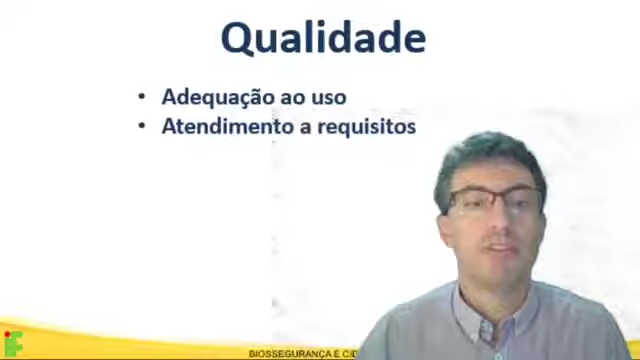 Qualidade
• Adequação ao uso
• Atendimento a requisitos
BIOSSEGURANÇA E